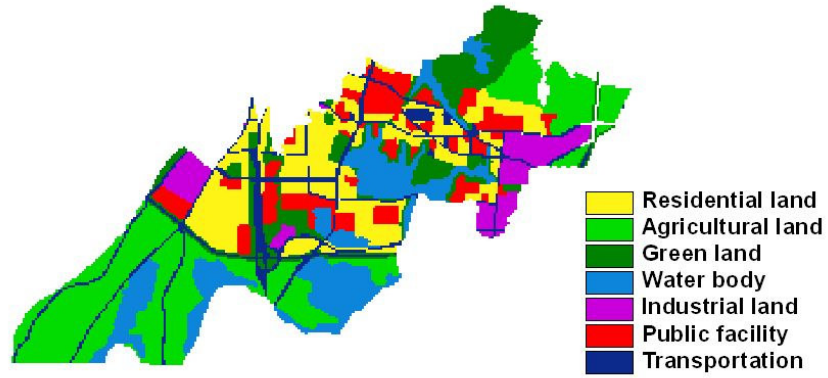 Residential land
Agricultural land
Green land
Water body
Industrial land
Public facility
Transportation